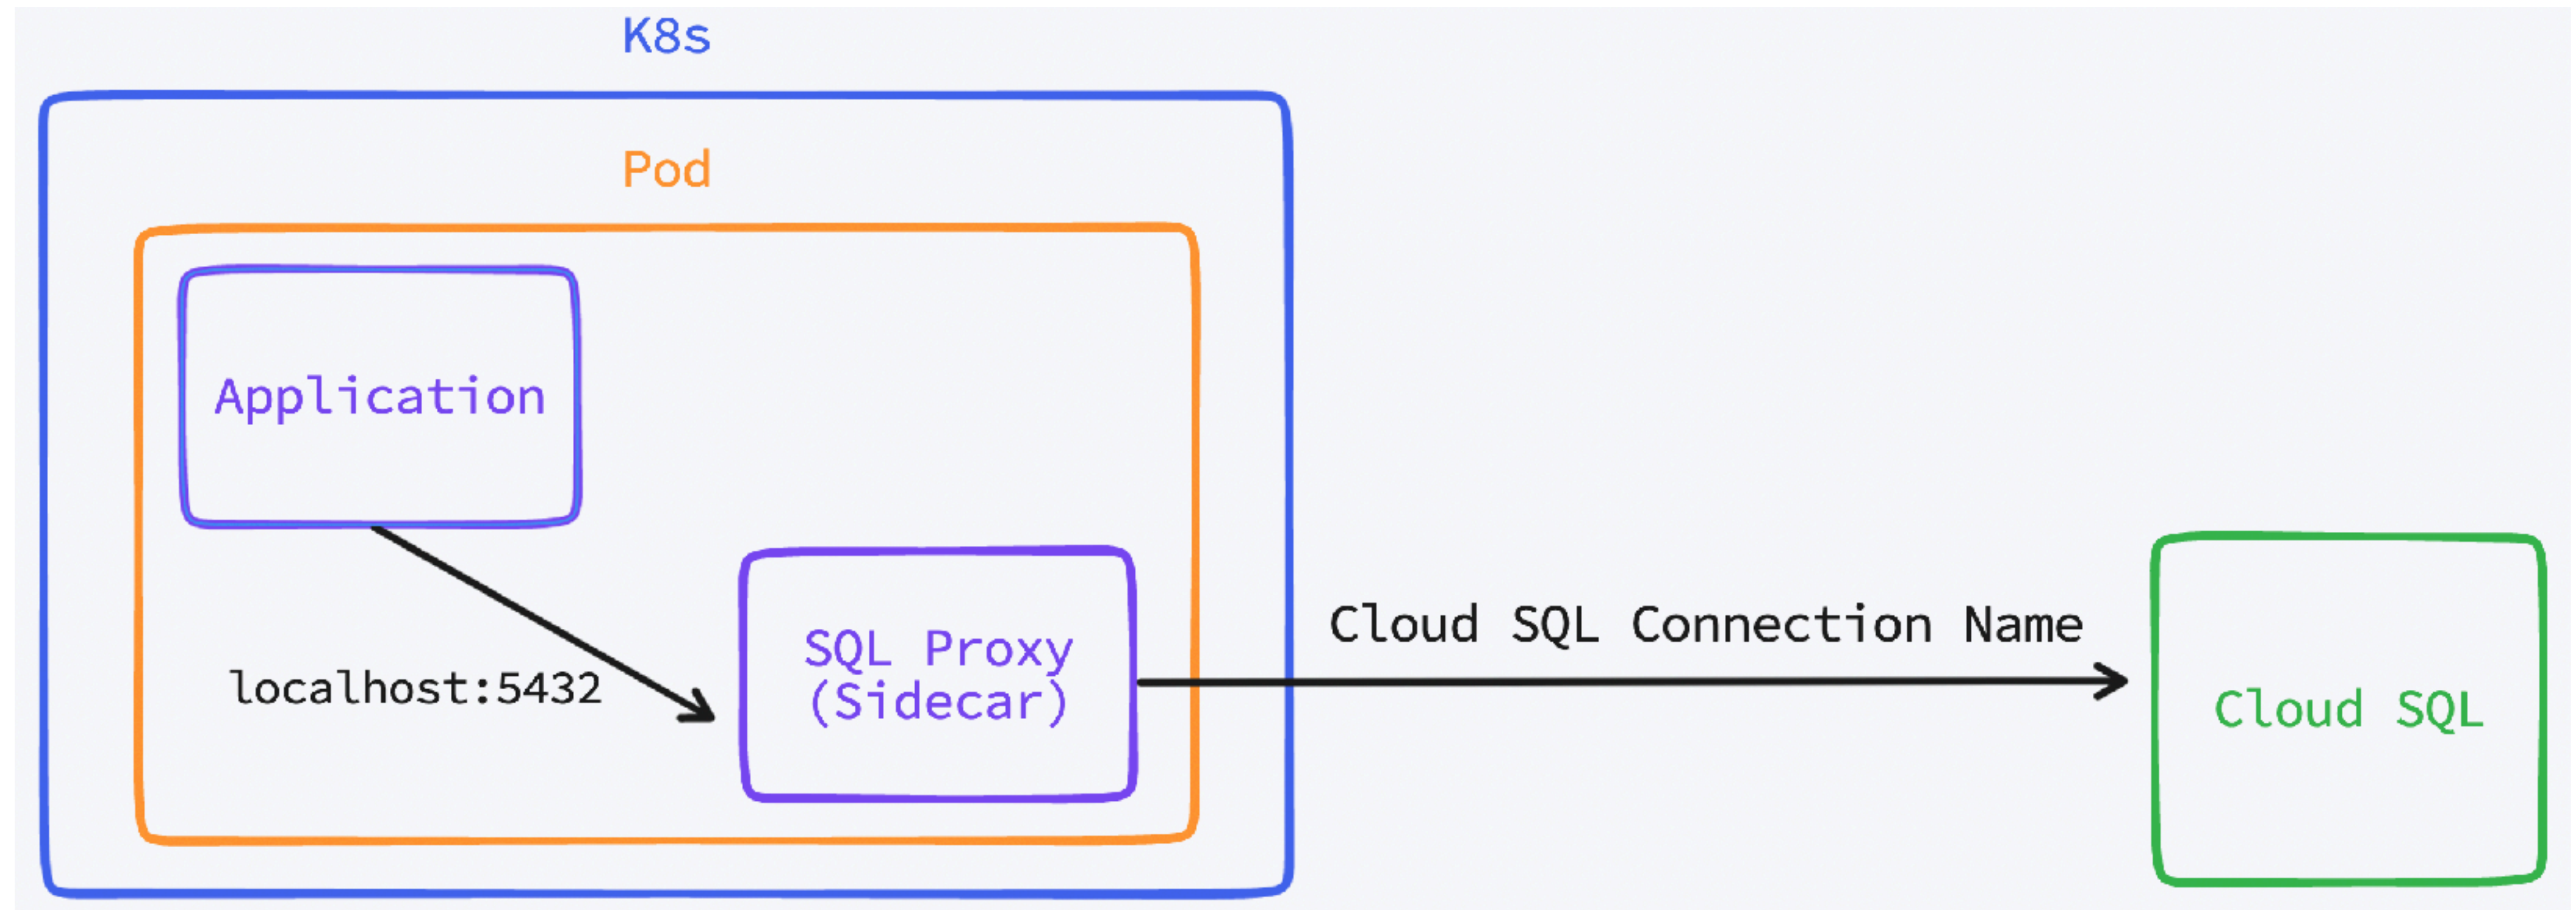 K8s
Pod
Application
localhost:5432
SQL Proxy
(Sidecar)
Cloud SQL Connection Name
Cloud SQL